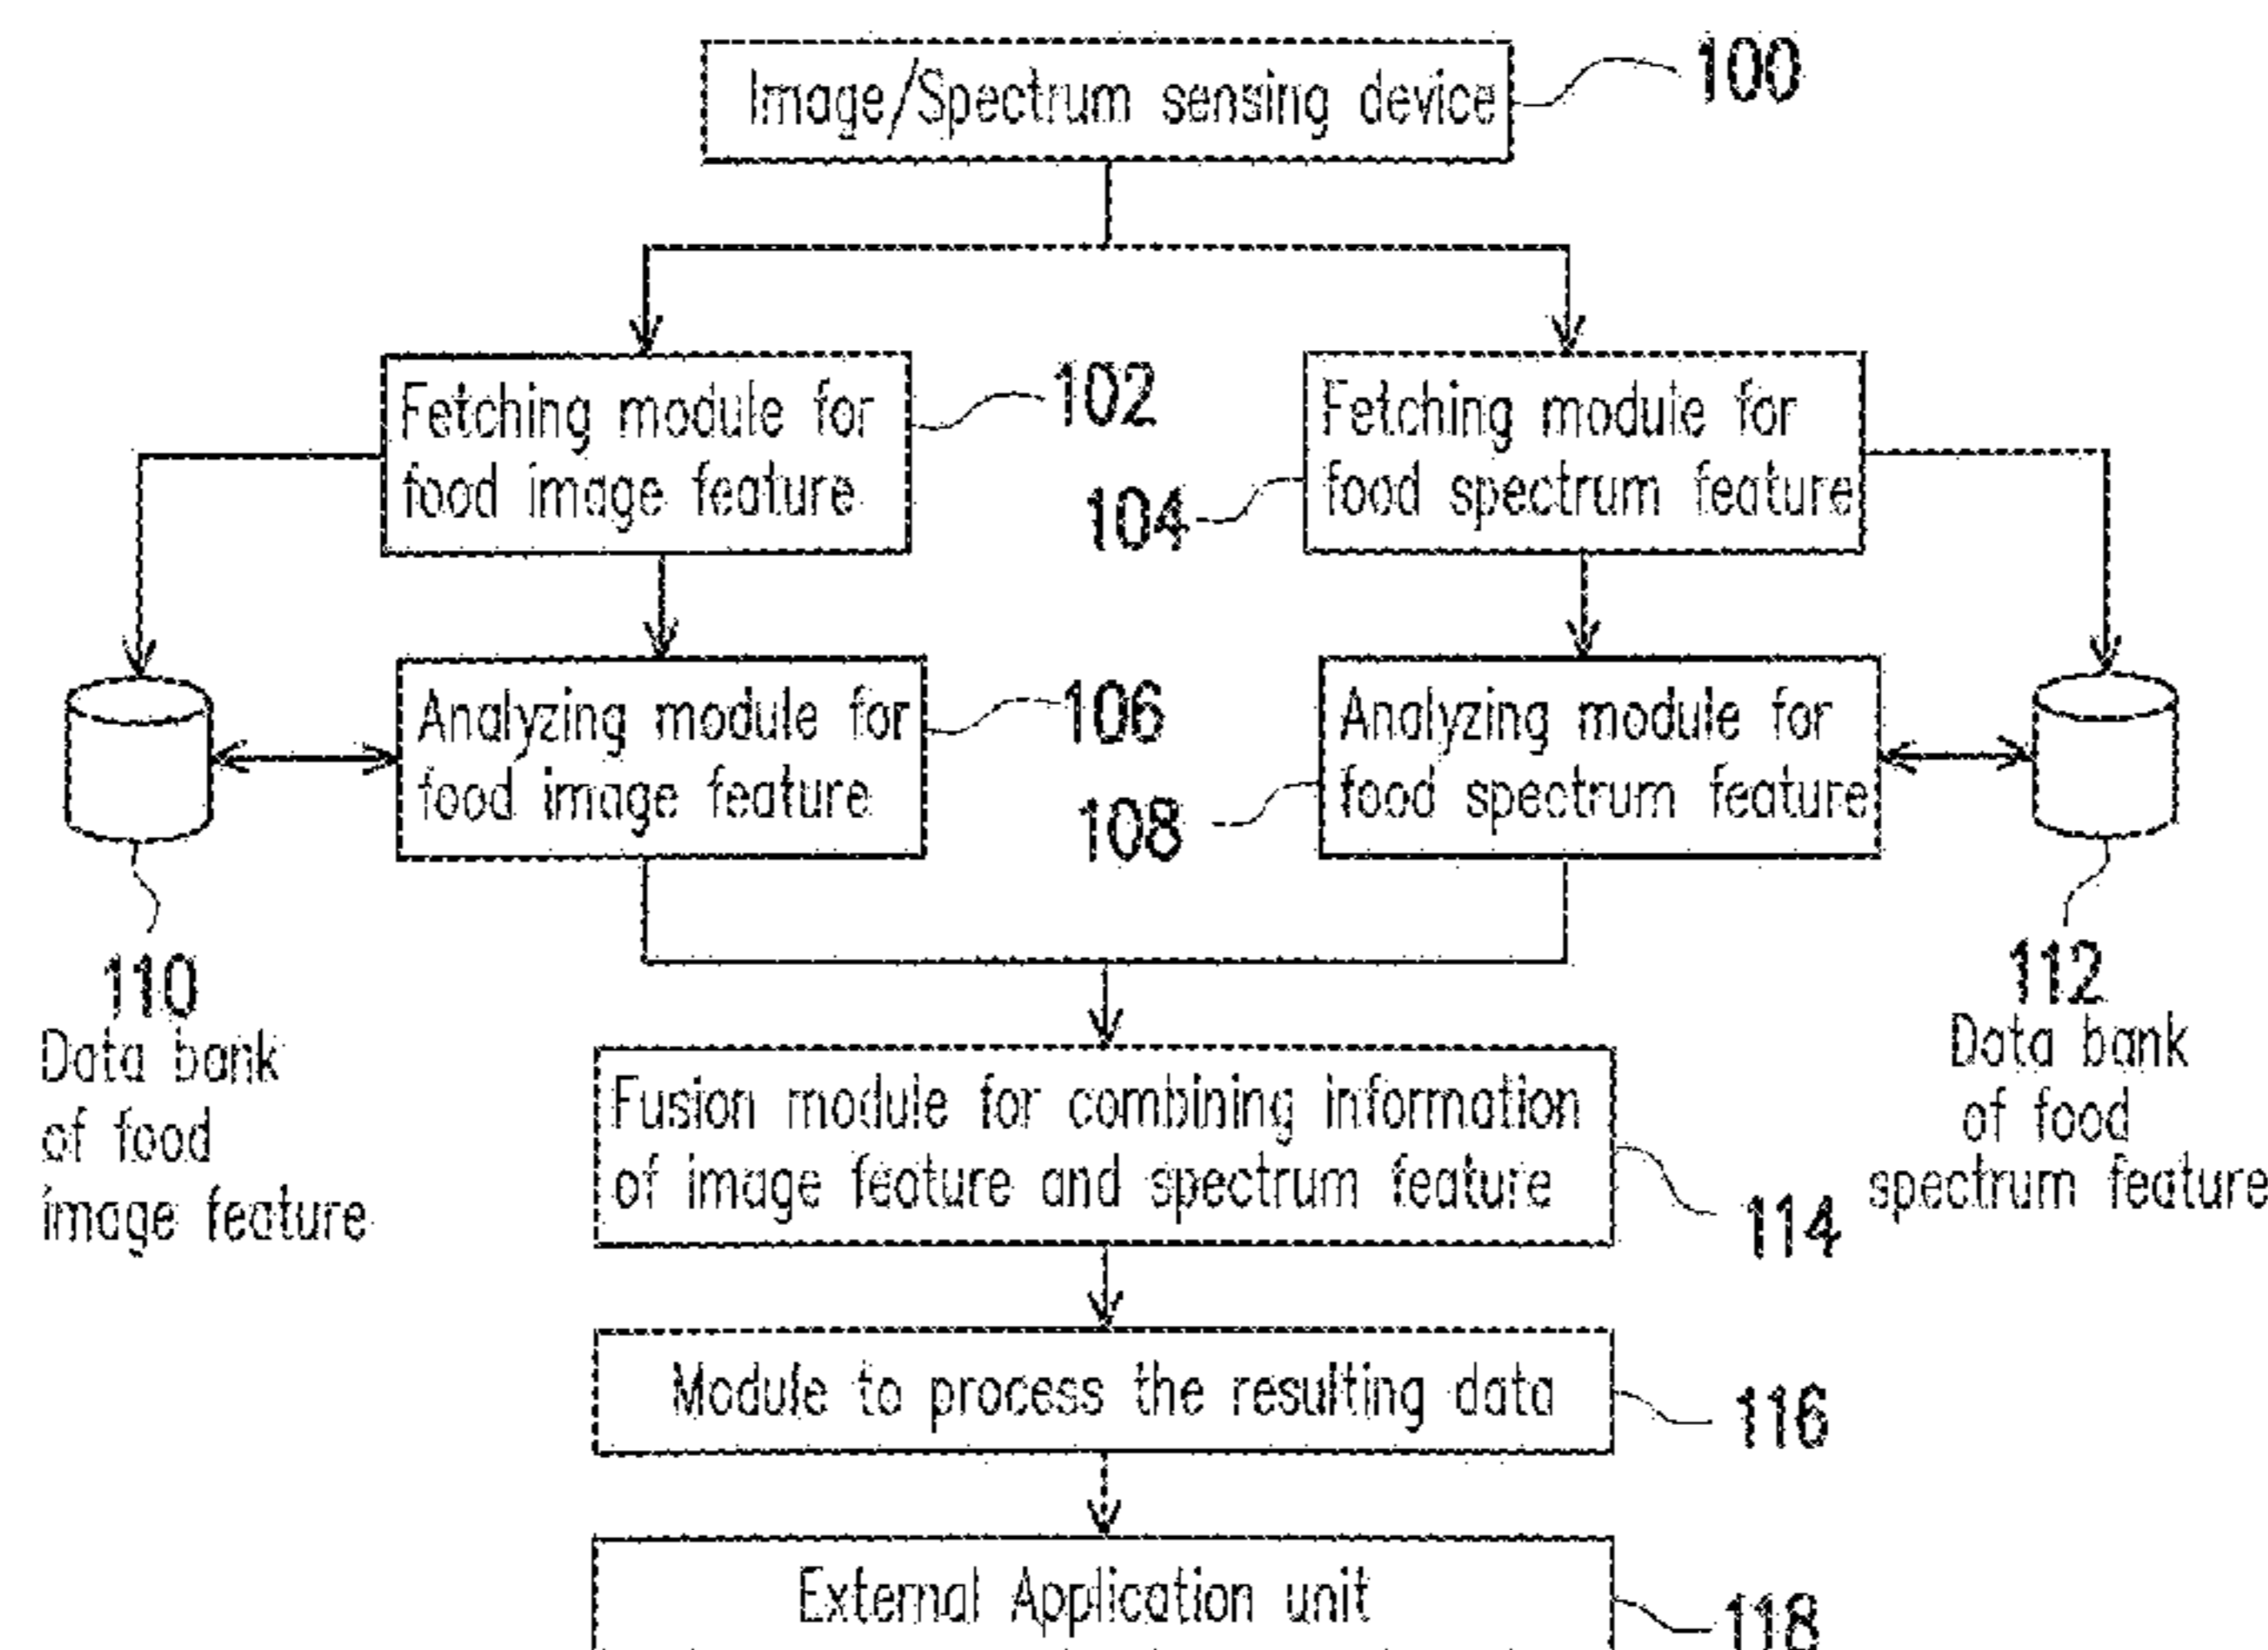 Image/Spectrum sensing device
100
Fetching module for
food image feature
102
Fetching module for
food spectrum feature
104
Analyzing module for
food image feature
106
Analyzing module for
food spectrum feature
108
110
Data bank
of food
image feature
112
Data bank
of food
spectrum feature
Fusion module for combining information
of image feature and spectrum feature
114
Module to process the resulting data
116
External Application unit
118